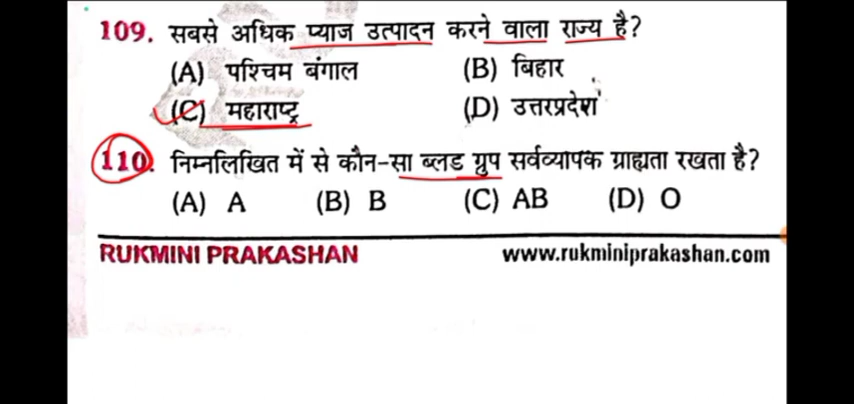 109. सबसे अधिक प्याज उत्पादन करने वाला राज्य है?
(A) पश्चिम बंगाल (B) बिहार
(C) महाराष्ट्र (D) उत्तरप्रदेश
110. निम्नलिखित में से कौन-सा ब्लड ग्रुप सर्वव्यापक ग्राह्यता रखता है?
(A) A (B) B (C) AB (D) O
RUKMINI PRAKASHAN www.rukminiprakashan.com